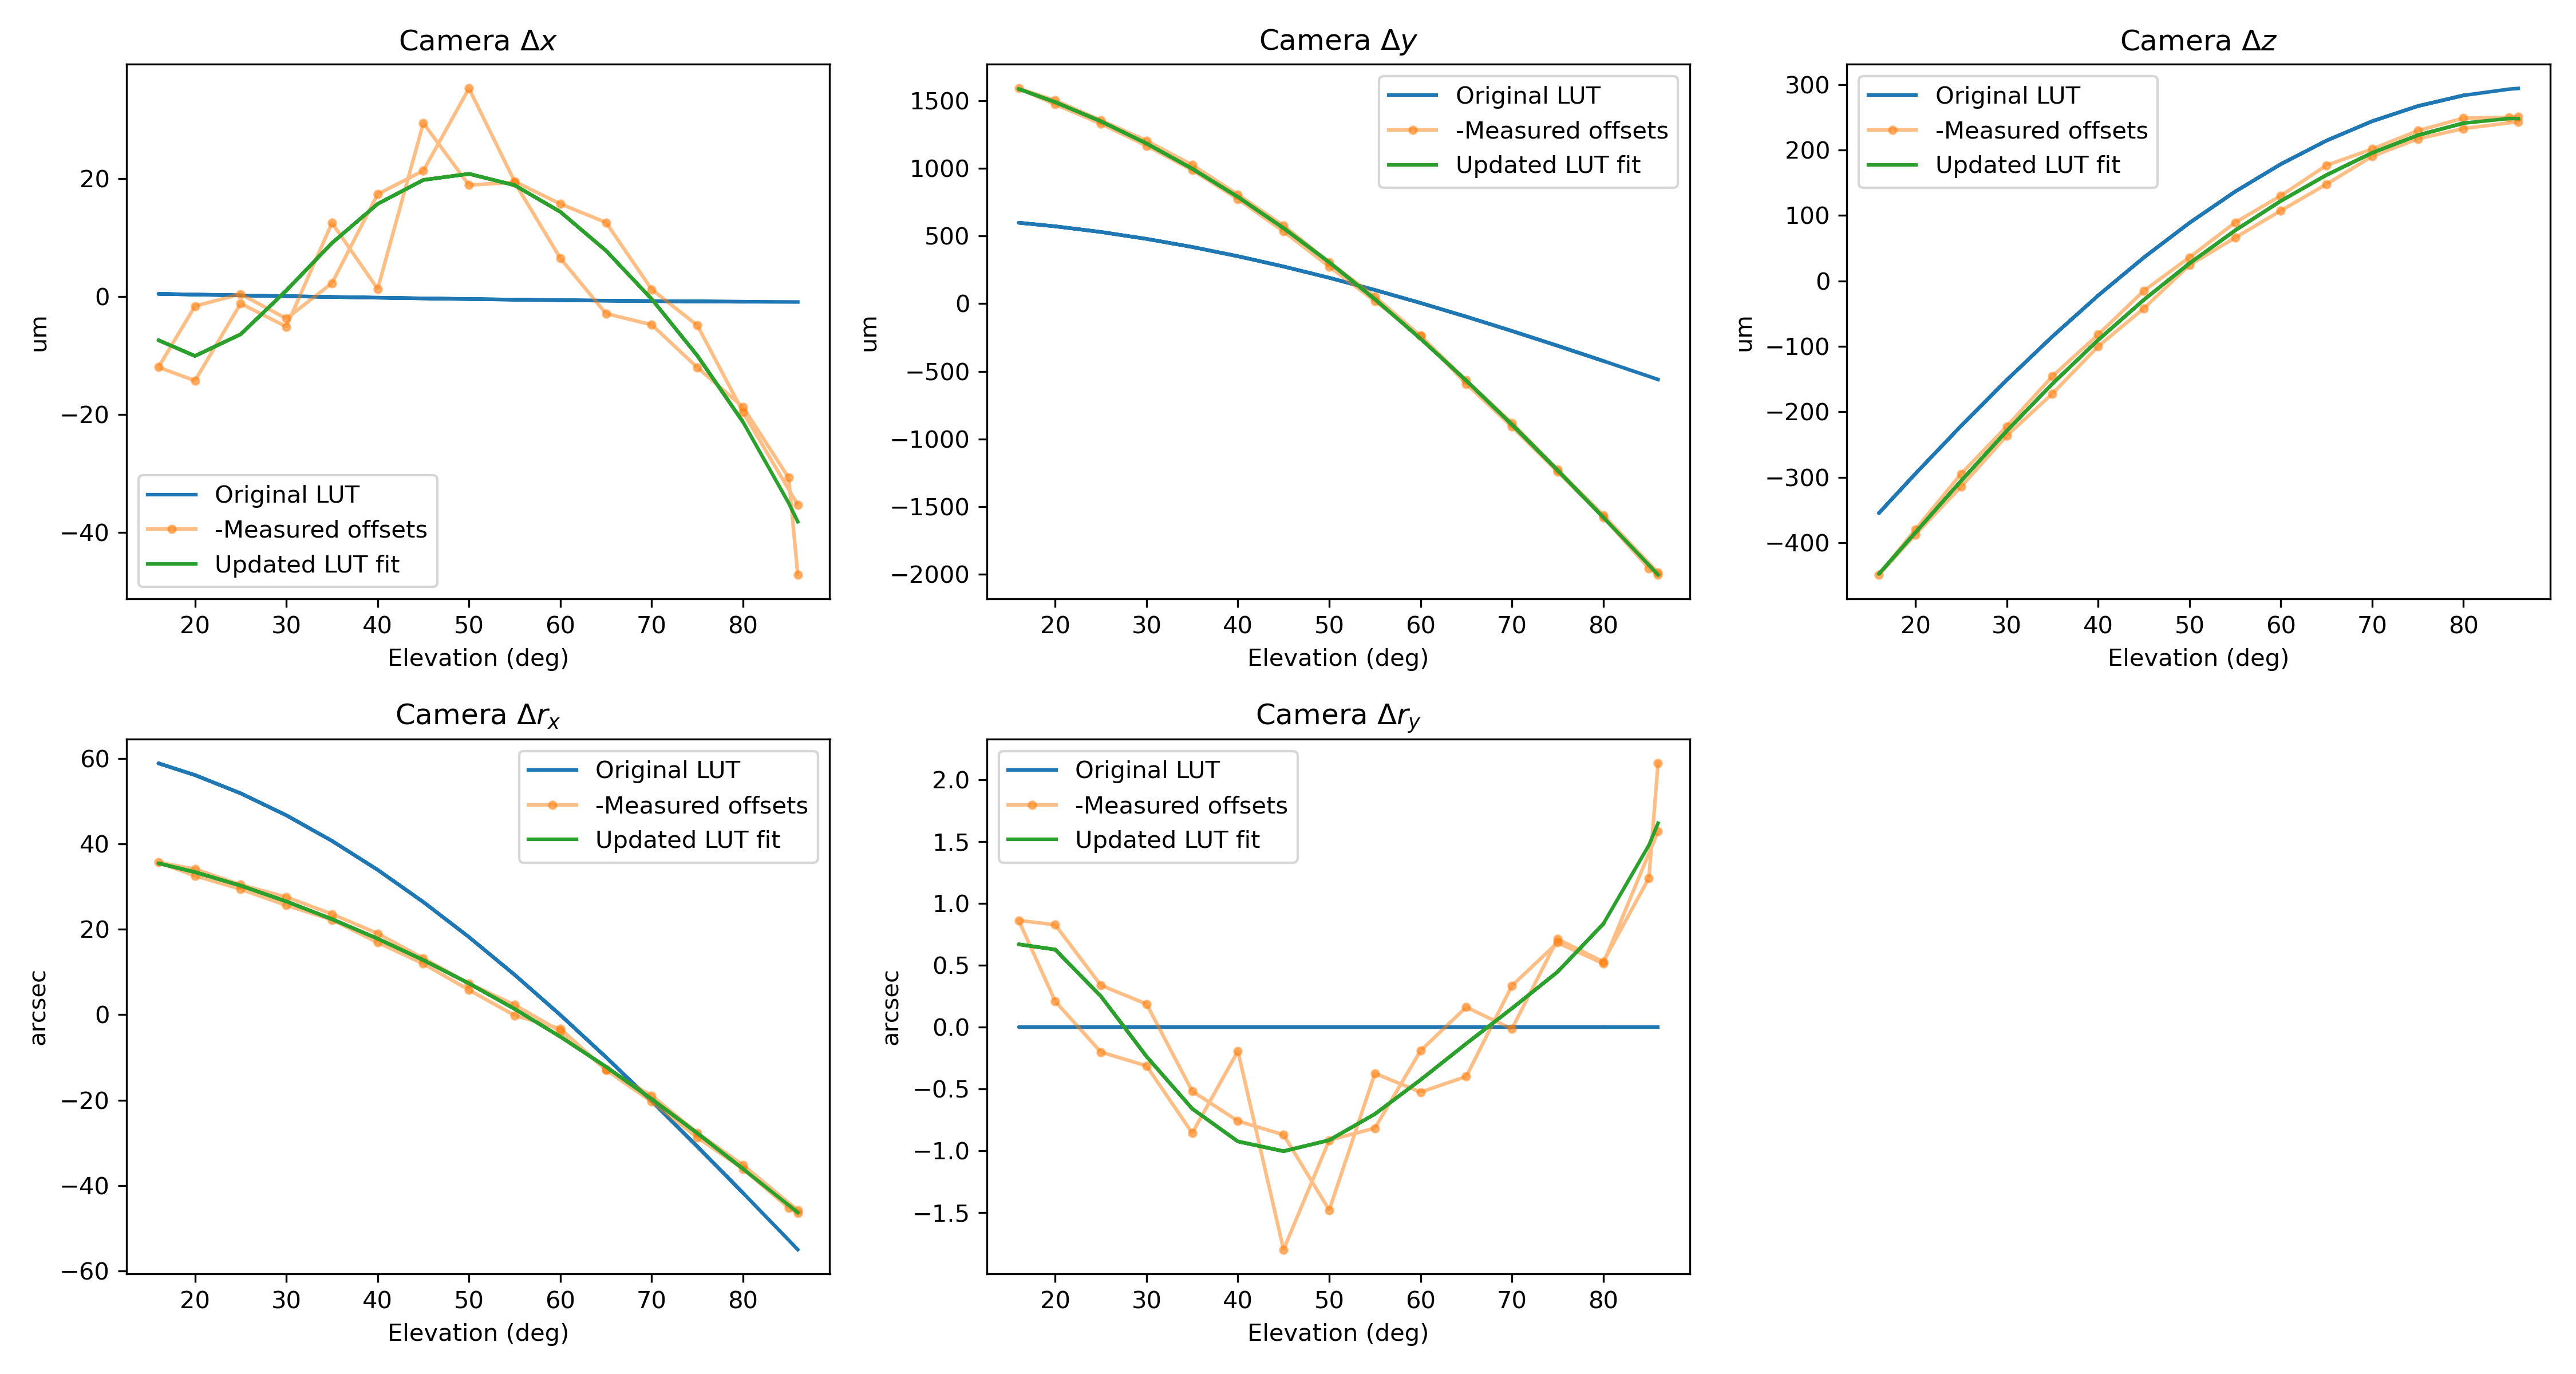 Camera Δx
um
20
0
−20
−40
Original LUT
-Measured offsets
Updated LUT fit
20 30 40 50 60 70 80
Elevation (deg)
Camera Δy
um
1500
1000
500
0
−500
−1000
−1500
−2000
Original LUT
-Measured offsets
Updated LUT fit
20 30 40 50 60 70 80
Elevation (deg)
Camera Δz
um
300
200
100
0
−100
−200
−300
−400
Original LUT
-Measured offsets
Updated LUT fit
20 30 40 50 60 70 80
Elevation (deg)
Camera Δrₓ
arcsec
60
40
20
0
−20
−40
−60
Original LUT
-Measured offsets
Updated LUT fit
20 30 40 50 60 70 80
Elevation (deg)
Camera Δr_y
arcsec
2.0
1.5
1.0
0.5
0.0
−0.5
−1.0
−1.5
Original LUT
-Measured offsets
Updated LUT fit
20 30 40 50 60 70 80
Elevation (deg)